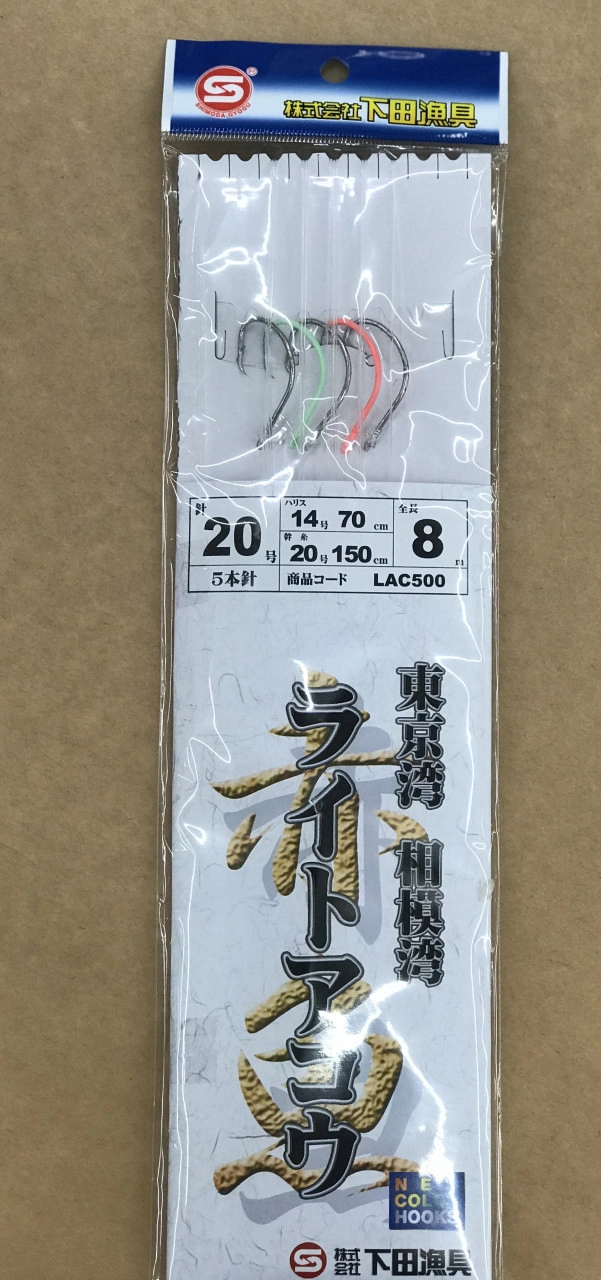 SHIMODA.GYOGU
®
株式会社下田漁具
針 20号
5本針
ハリス 14号 70cm
幹糸 20号 150cm
全長 8m
商品コード LAC500
東京湾 相模湾
ライトアコウ
赤魚
NEW
COLOR
HOOKS
株式会社下田漁具